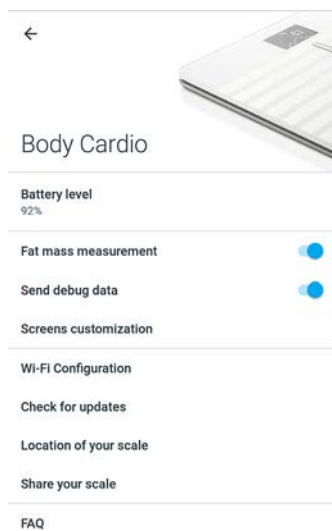 Body Cardio
Battery level
92%
Fat mass measurement
Send debug data
Screens customization
Wi-Fi Configuration
Check for updates
Location of your scale
Share your scale
FAQ